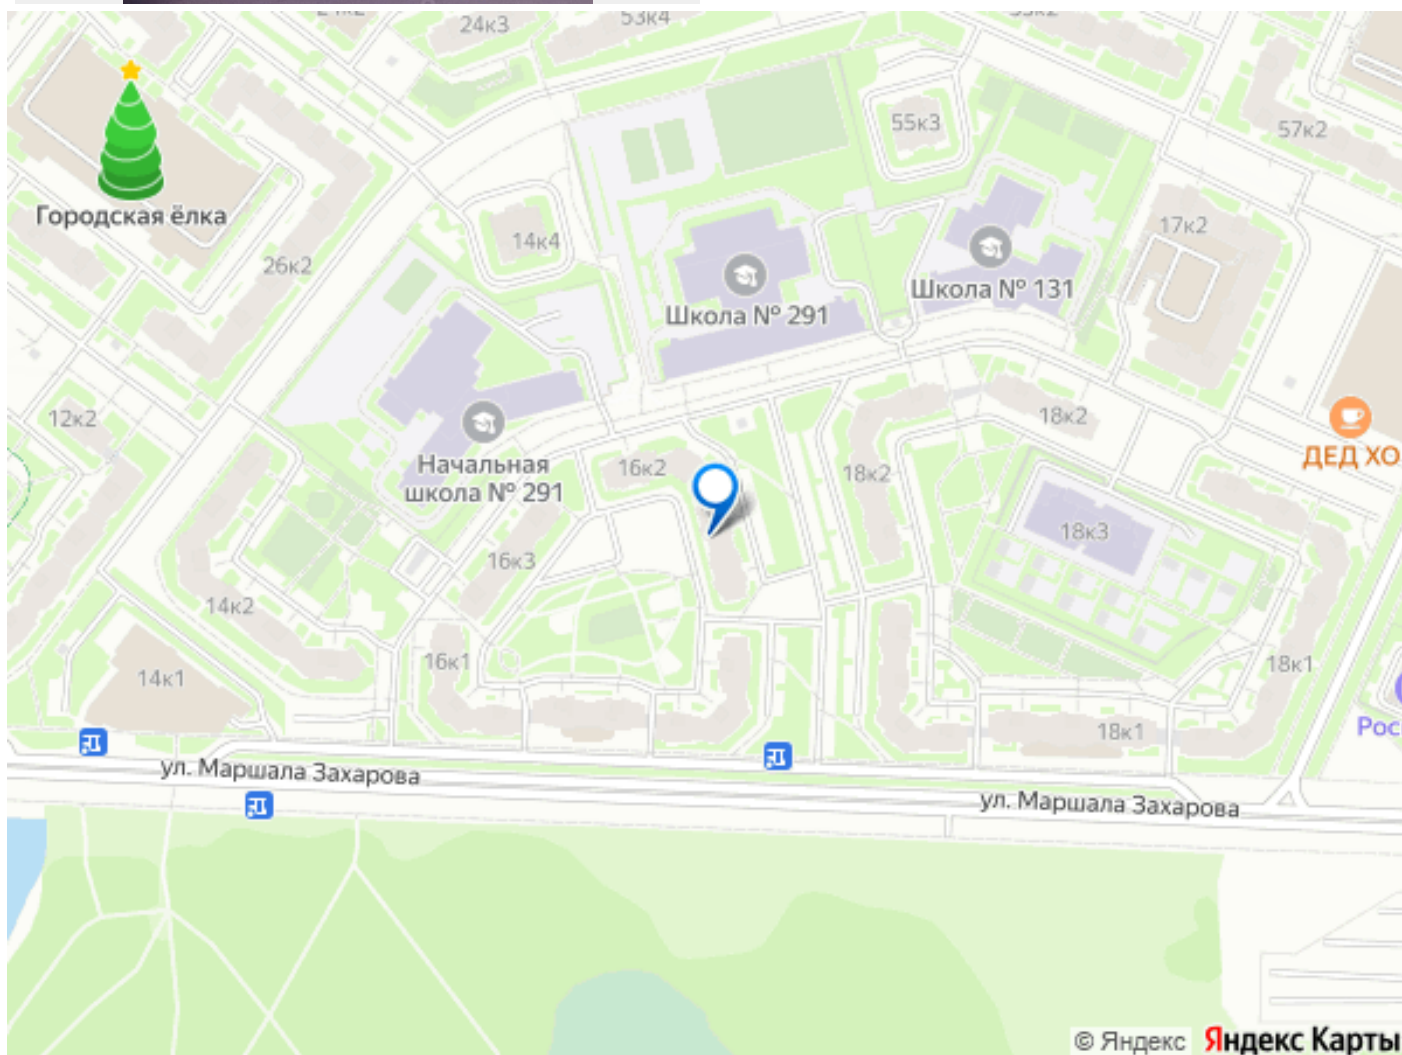 24к3
53к4
55к3
57к2
Городская ёлка
14к4
17к2
26к2
Школа № 291
Школа № 131
12к2
18к2
Начальная
школа № 291
16к2
18к2
ДЕД ХО
16к3
18к3
14к2
16к1
18к1
14к1
Рос
18к1
ул. Маршала Захарова
ул. Маршала Захарова
© Яндекс Яндекс Карты